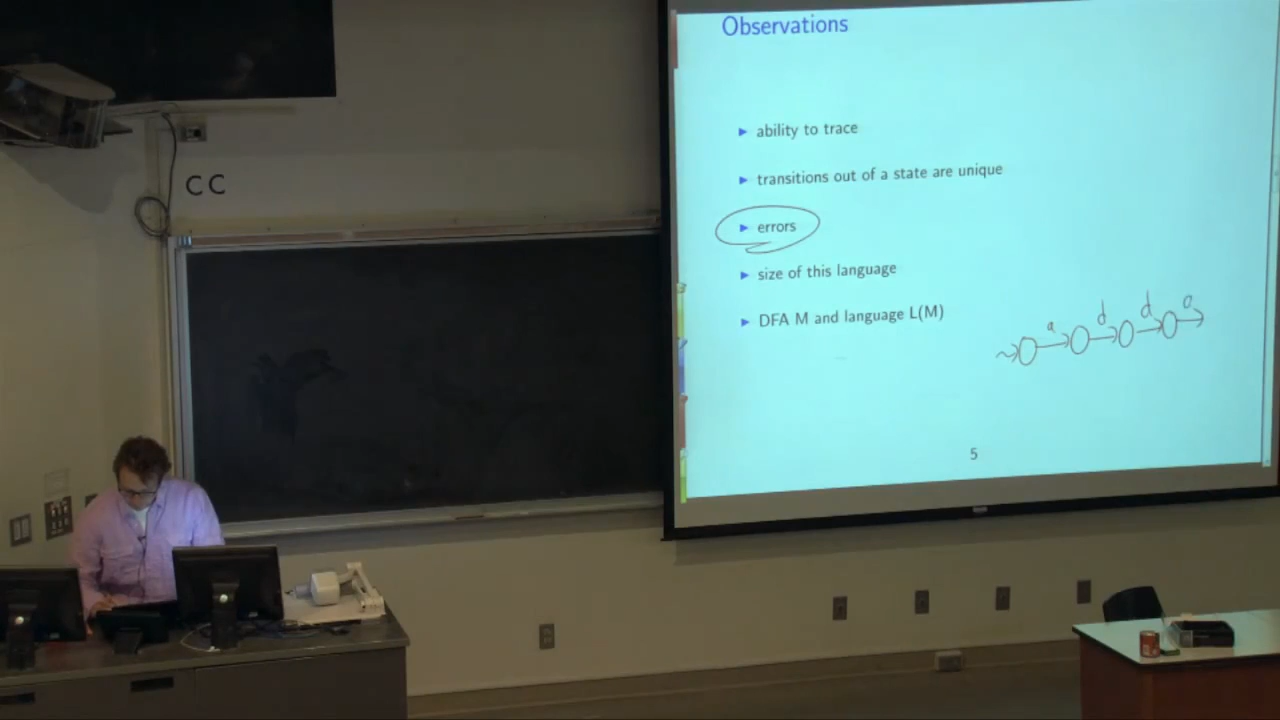 Observations
ability to trace
CC
transitions out of a state are unique
errors
size of this language
DFA M and language L(M)
a d d
5